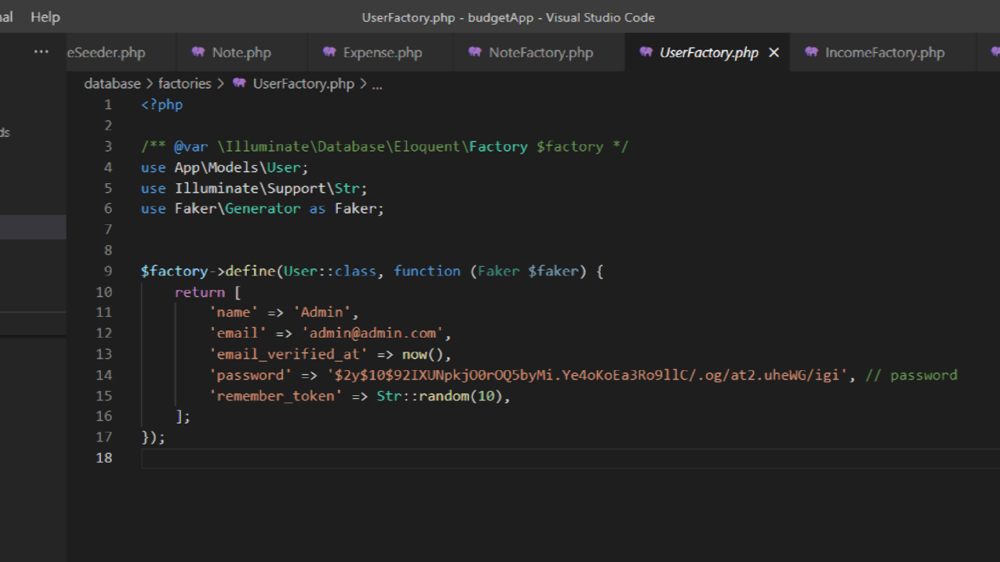 al Help UserFactory.php - budgetApp - Visual Studio Code
... eSeeder.php Note.php Expense.php NoteFactory.php UserFactory.php IncomeFactory.php
database > factories > UserFactory.php > ...
ds
1 <?php
2
3 /** @var \Illuminate\Database\Eloquent\Factory $factory */
4 use App\Models\User;
5 use Illuminate\Support\Str;
6 use Faker\Generator as Faker;
7
8
9 $factory->define(User::class, function (Faker $faker) {
10     return [
11         'name' => 'Admin',
12         'email' => 'admin@admin.com',
13         'email_verified_at' => now(),
14         'password' => '$2y$10$92IXUNpkjO0rOQ5byMi.Ye4oKoEa3Ro9llC/.og/at2.uheWG/igi', // password
15         'remember_token' => Str::random(10),
16     ];
17 });
18